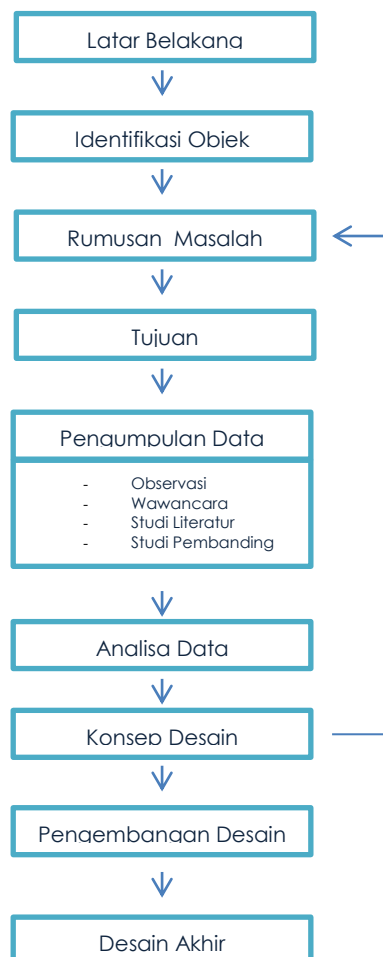 Latar Belakang
Identifikasi Objek
Rumusan Masalah
Tujuan
Pengumpulan Data
- Observasi
- Wawancara
- Studi Literatur
- Studi Pembanding
Analisa Data
Konsep Desain
Pengembangan Desain
Desain Akhir